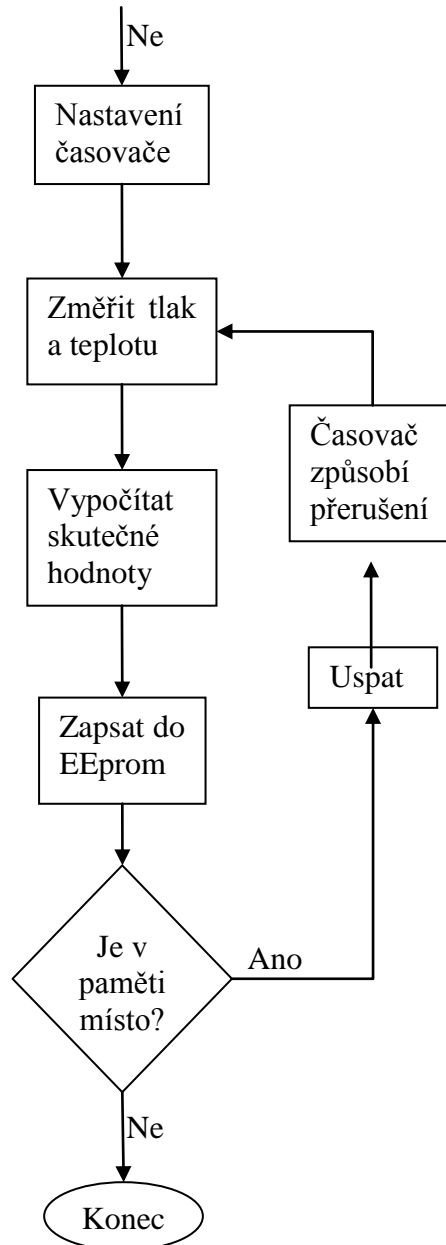 Ne
Nastavení
časovače
Změřit tlak
a teplotu
Časovač
způsobí
přerušení
Vypočítat
skutečné
hodnoty
Uspat
Zapsat do
EEprom
Je v
paměti
místo?
Ano
Ne
Konec